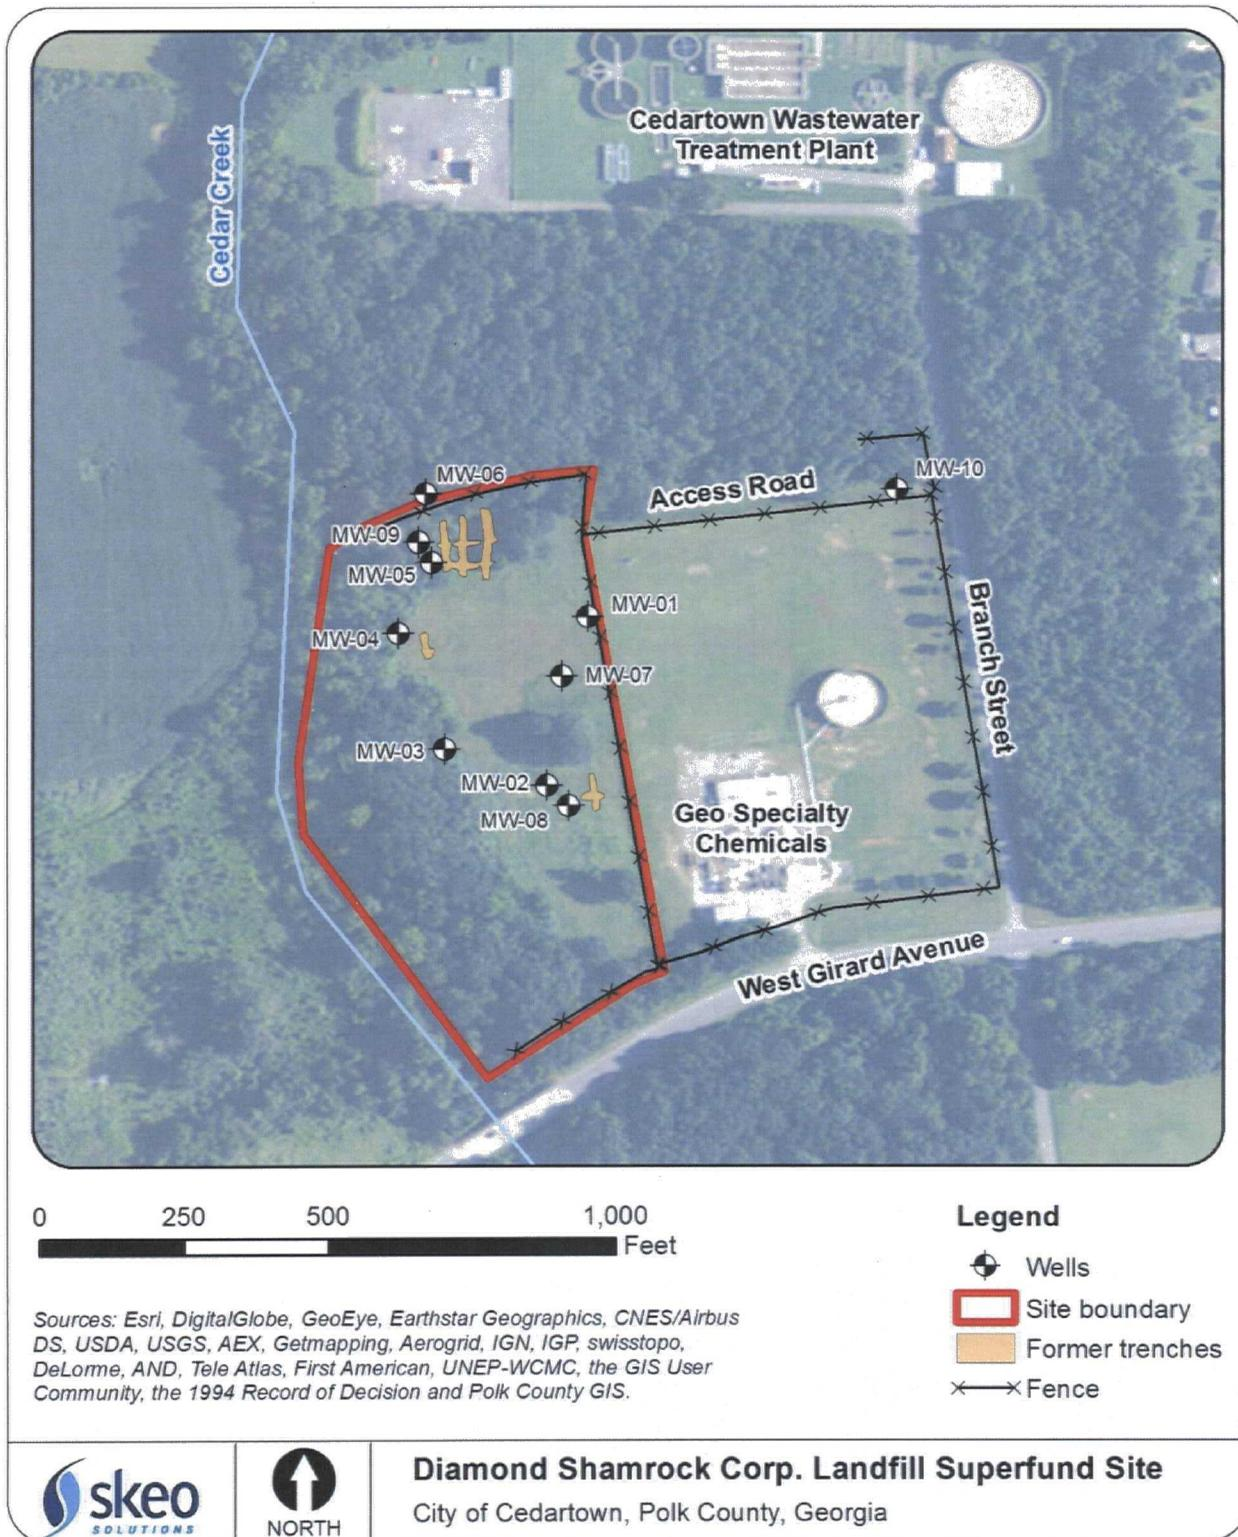 Cedartown Wastewater
Treatment Plant
Cedar Creek
MW-06
MW-10
Access Road
MW-09
MW-05
MW-01
MW-04
Branch Street
MW-07
MW-03
MW-02
MW-08
Geo Specialty
Chemicals
West Girard Avenue
0 250 500 1,000
Feet
Legend
Wells
Site boundary
Former trenches
Fence
Sources: Esri, DigitalGlobe, GeoEye, Earthstar Geographics, CNES/Airbus
DS, USDA, USGS, AEX, Getmapping, Aerogrid, IGN, IGP, swisstopo,
DeLorme, AND, Tele Atlas, First American, UNEP-WCMC, the GIS User
Community, the 1994 Record of Decision and Polk County GIS.
skeo
SOLUTIONS
NORTH
Diamond Shamrock Corp. Landfill Superfund Site
City of Cedartown, Polk County, Georgia